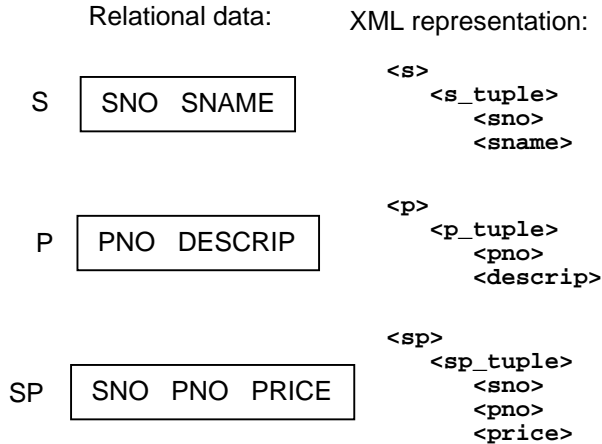 Relational data: XML representation:
S SNO SNAME
<s>
<s_tuple>
<sno>
<sname>
P PNO DESCRIP
<p>
<p_tuple>
<pno>
<descrip>
SP SNO PNO PRICE
<sp>
<sp_tuple>
<sno>
<pno>
<price>